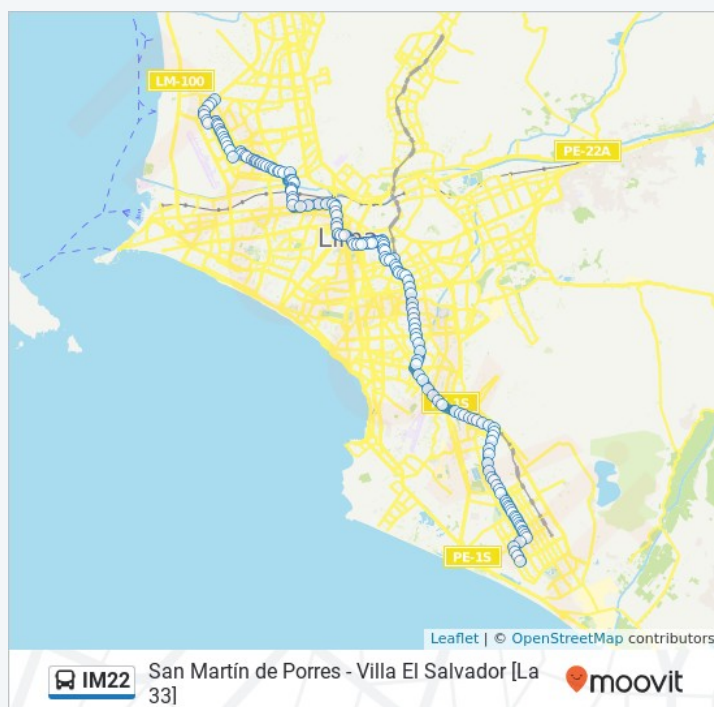 LM-100
PE-22A
Lima
PE-1S
PE-1S
Leaflet | © OpenStreetMap contributors
IM22
San Martín de Porres - Villa El Salvador [La
33]
moovit